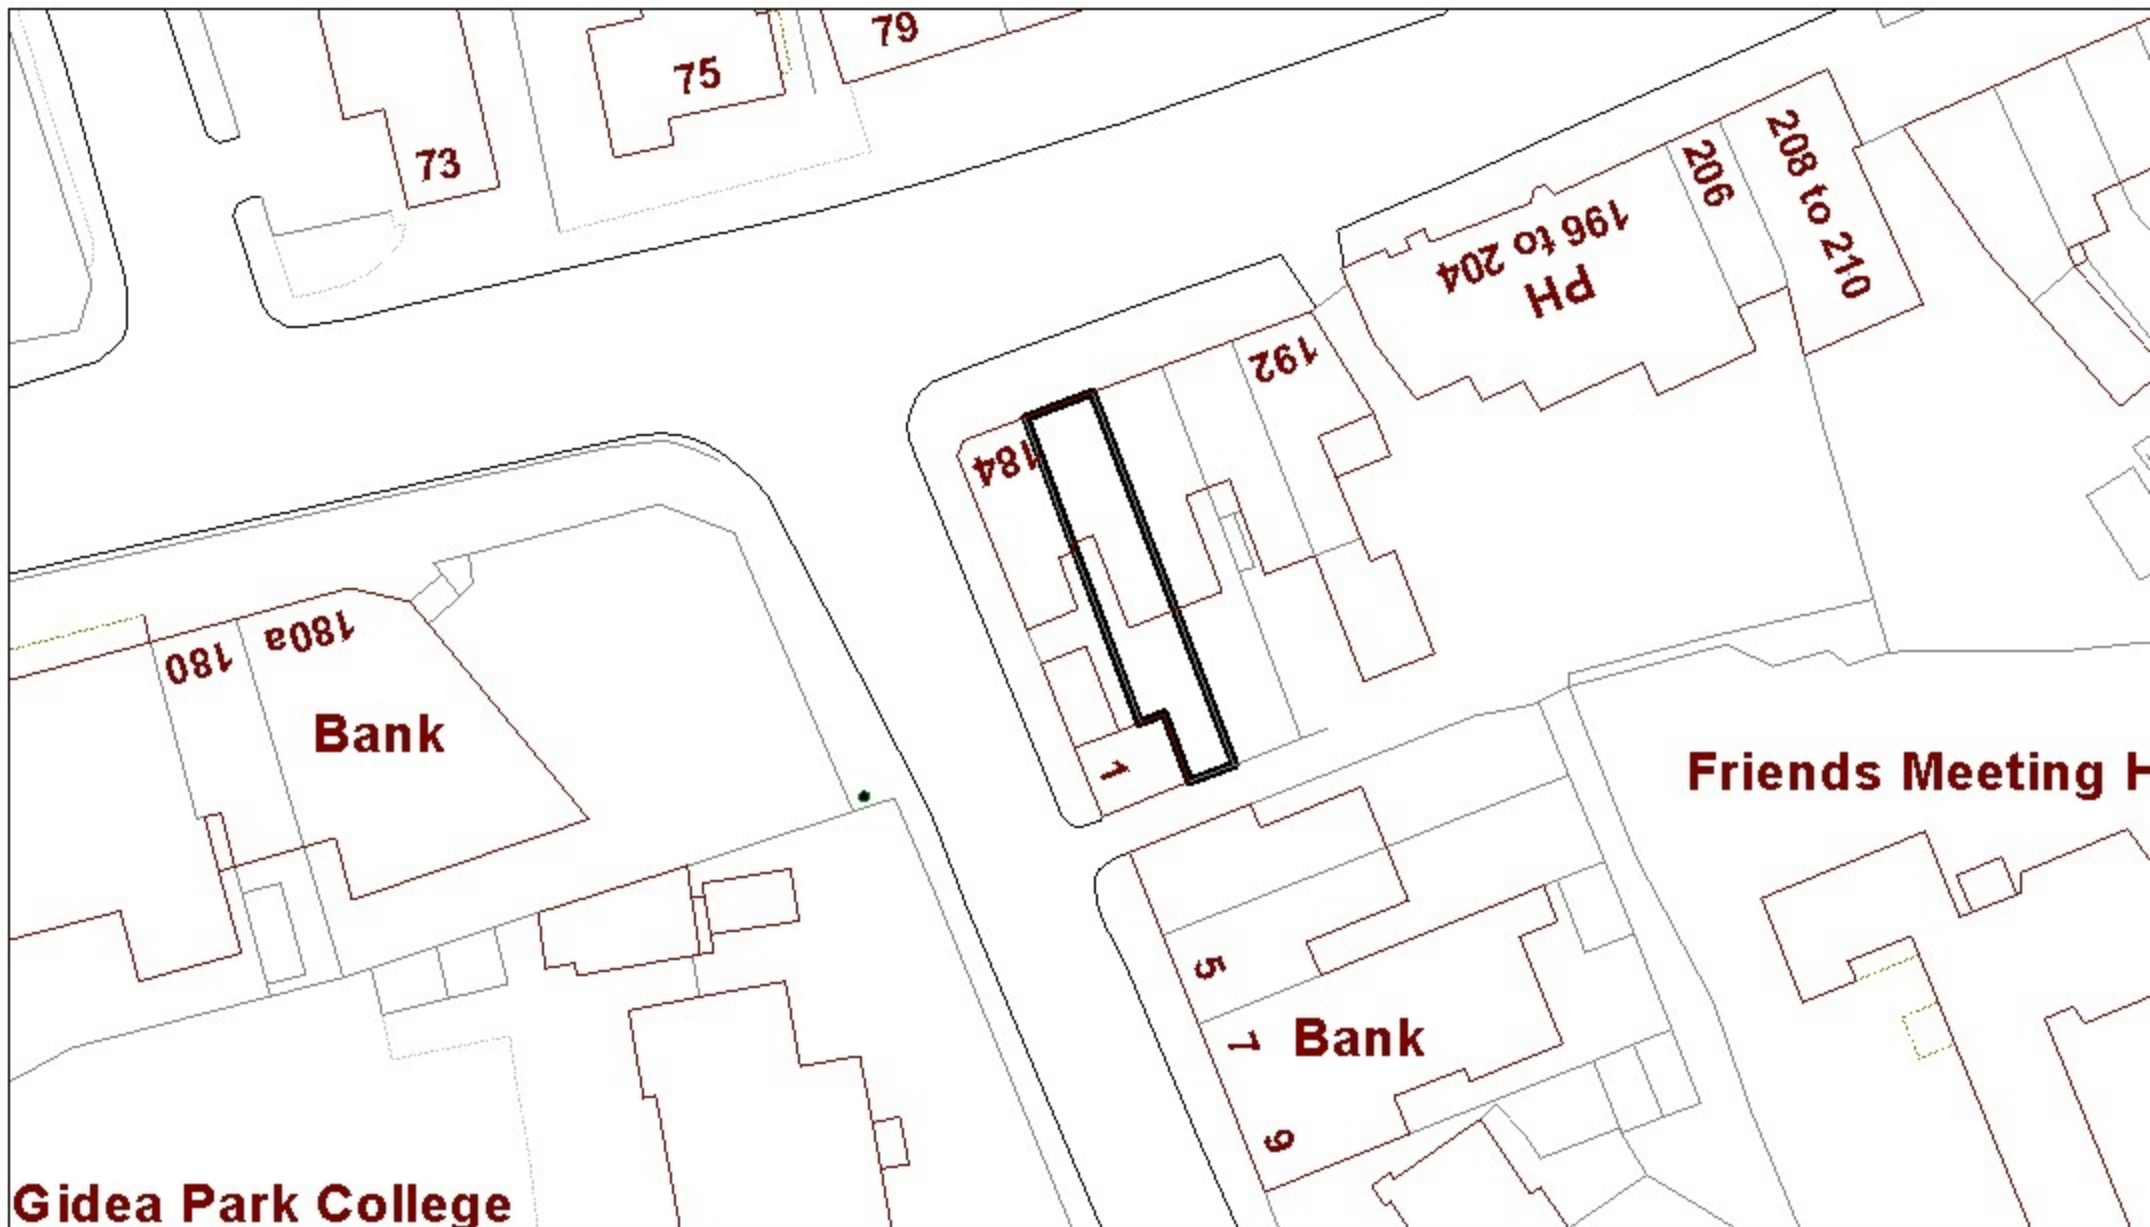 79
75
73
208 to 210
206
196 to 204
PH
192
184
180a
180
Bank
1
Friends Meeting H
5
7
Bank
9
Gidea Park College